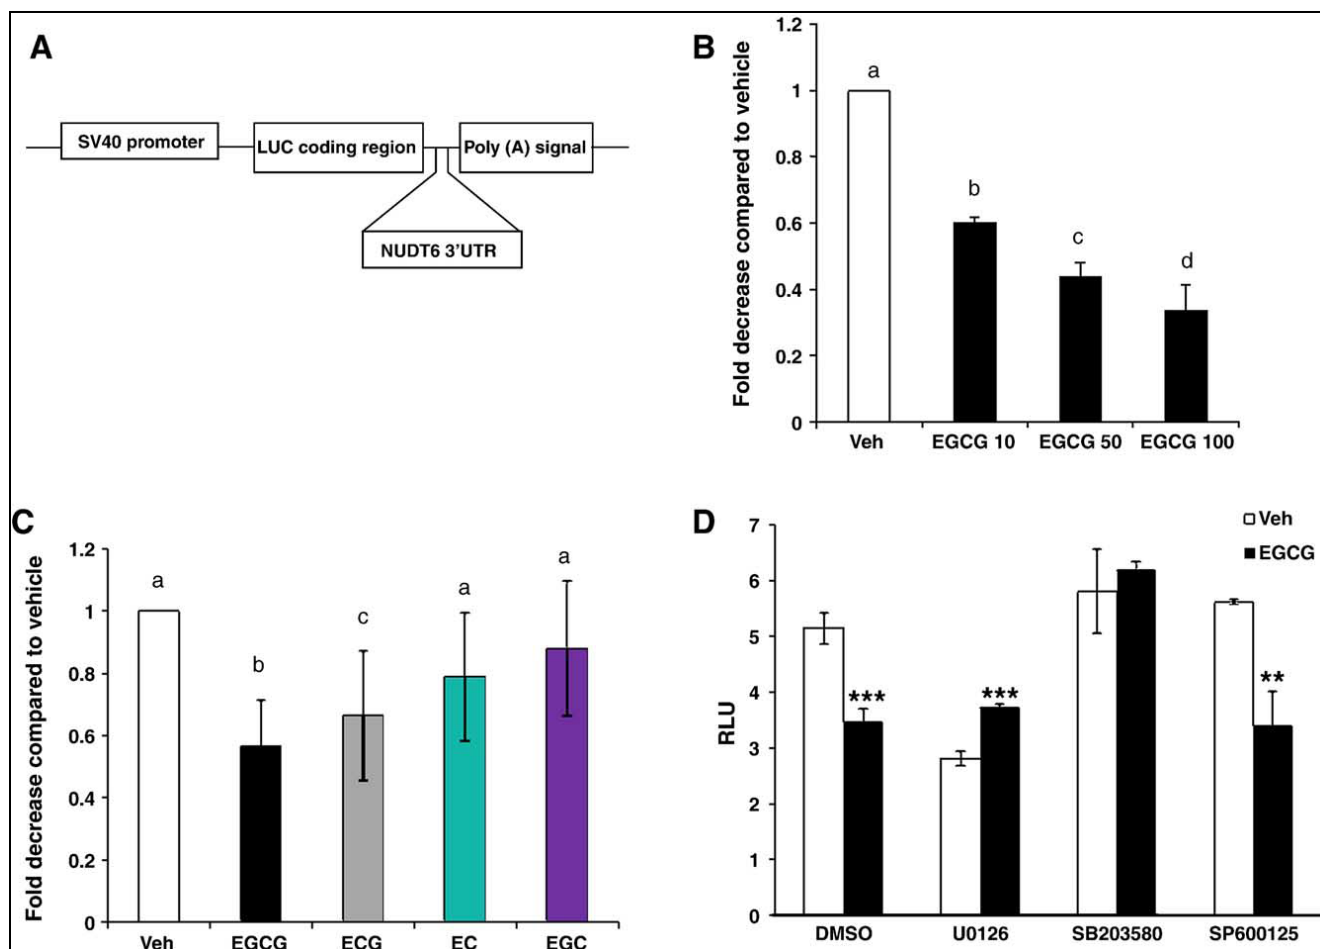 A
SV40 promoter
LUC coding region
Poly (A) signal
NUDT6 3'UTR
B
Fold decrease compared to vehicle
1.2
1
0.8
0.6
0.4
0.2
0
a
b
c
d
Veh
EGCG 10
EGCG 50
EGCG 100
C
Fold decrease compared to vehicle
1.2
1
0.8
0.6
0.4
0.2
0
a
b
c
a
a
Veh
EGCG
ECG
EC
EGC
D
RLU
7
6
5
4
3
2
1
0
Veh
EGCG
***
***
**
DMSO
U0126
SB203580
SP600125